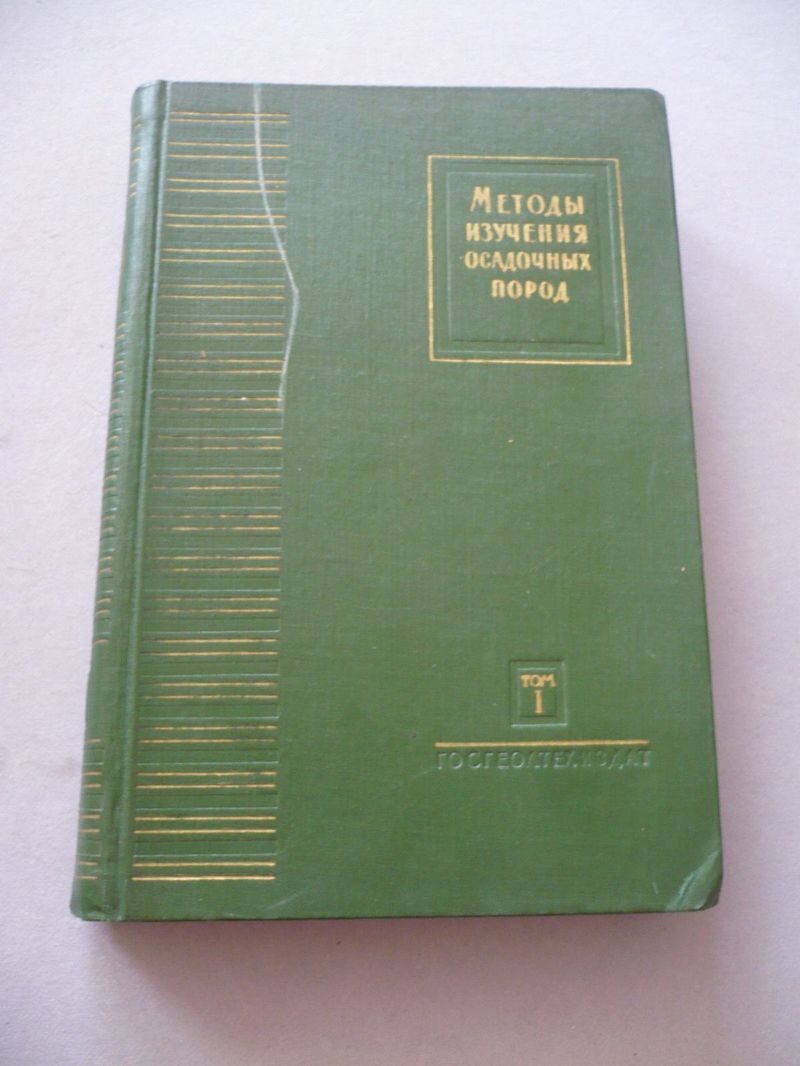 Методы
изучения
осадочных
пород
том
I
ГОСГЕОЛТЕХИЗДАТ